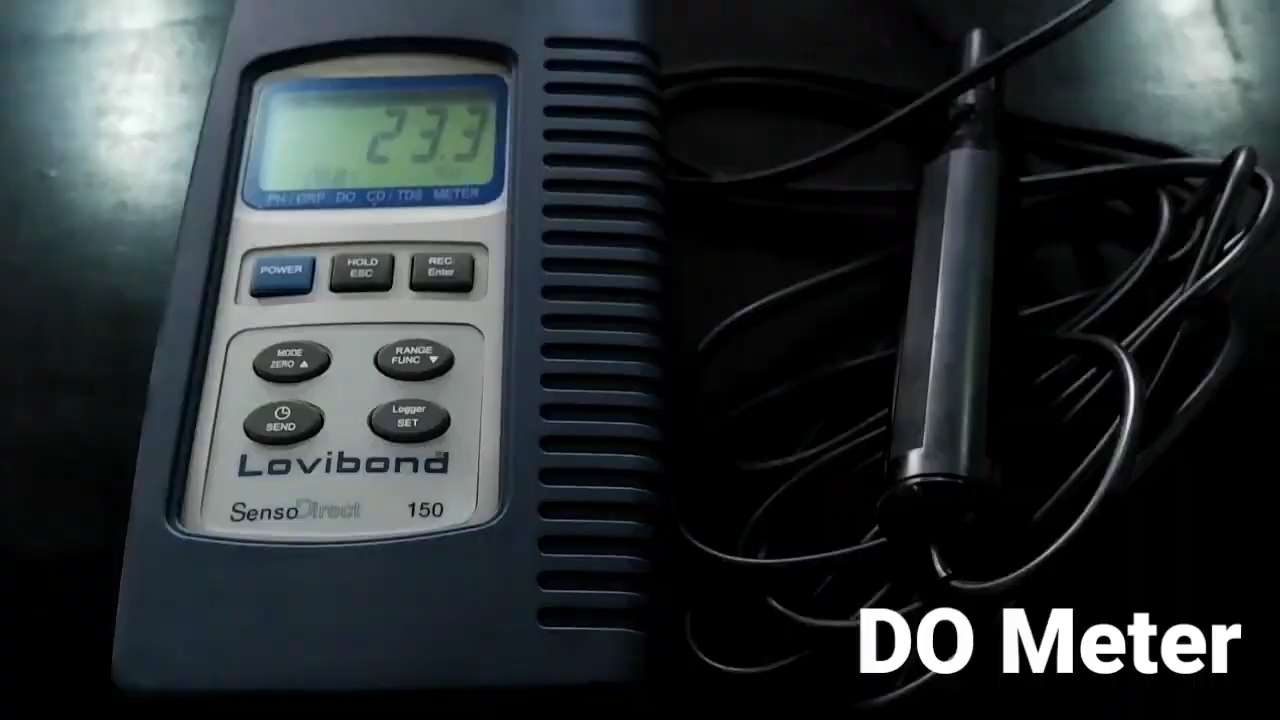 23.3
PH / ORP DO CD / TDS METER
POWER
HOLD
ESC
REC
Enter
MODE
ZERO ▲
RANGE
FUNC ▼
SEND
Logger
SET
Lovibond
SensoDirect 150
DO Meter